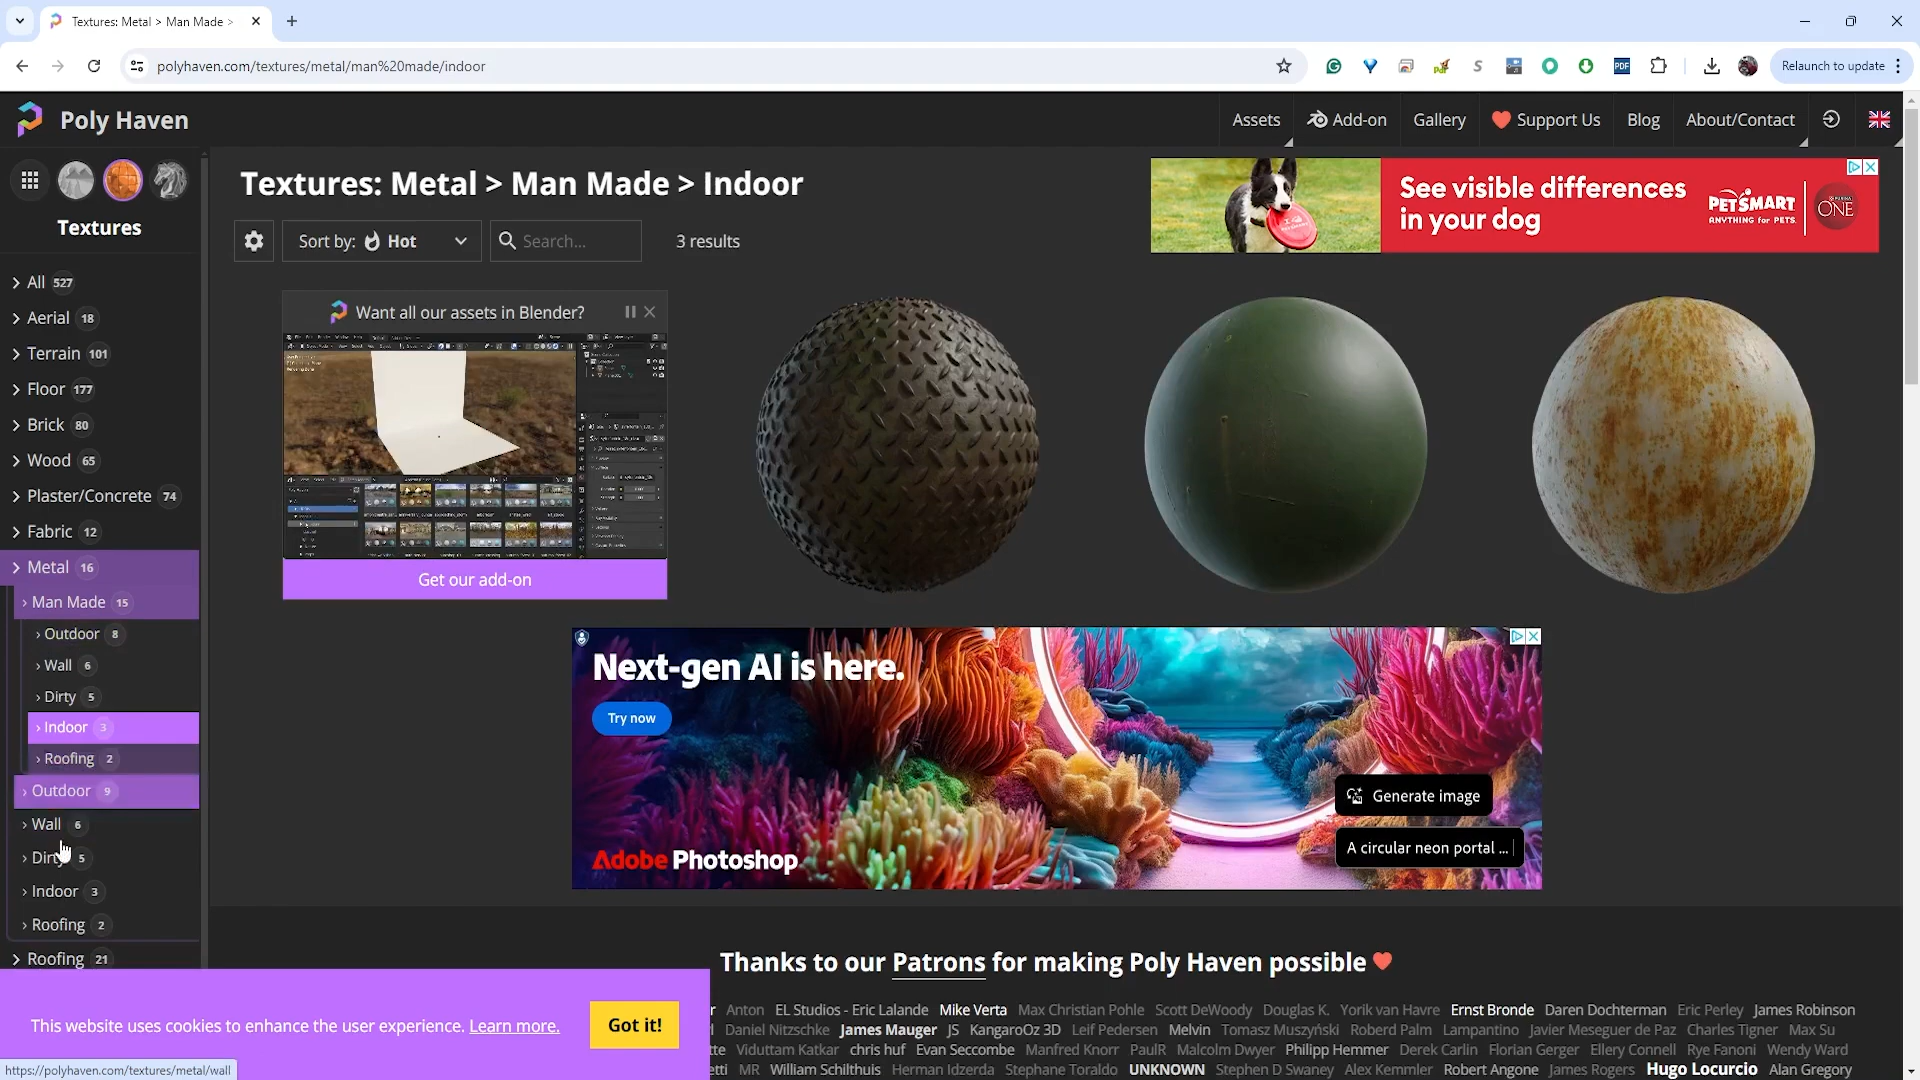 Textures: Metal > Man Made >
polyhaven.com/textures/metal/man%20made/indoor
Relaunch to update
Poly Haven
Assets
Add-on
Gallery
Support Us
Blog
About/Contact
Textures
All 527
Aerial 18
Terrain 101
Floor 177
Brick 80
Wood 65
Plaster/Concrete 74
Fabric 12
Metal 16
Man Made 15
Outdoor 8
Wall 6
Dirty 5
Indoor 3
Roofing 2
Outdoor 9
Wall 6
Dirty 5
Indoor 3
Roofing 2
Roofing 21
Textures: Metal > Man Made > Indoor
Sort by: Hot
Search...
3 results
See visible differences
in your dog
PETSMART
ANYTHING for PETS
PURINA
ONE
Want all our assets in Blender?
Get our add-on
Next-gen AI is here.
Try now
Generate image
A circular neon portal ...
Adobe Photoshop
Thanks to our Patrons for making Poly Haven possible
Anton EL Studios - Eric Lalande Mike Verta Max Christian Pohle Scott DeWoody Douglas K. Yorik van Havre Ernst Bronde Daren Dochterman Eric Perley James Robinson
Daniel Nitzschke James Mauger JS KangaroOz 3D Leif Pedersen Melvin Tomasz Muszyński Roberd Palm Lampantino Javier Meseguer de Paz Charles Tigner Max Su
Viduttam Katkar chris huf Evan Seccombe Manfred Knorr PaulR Malcolm Dwyer Philipp Hemmer Derek Carlin Florian Gerger Ellery Connell Rye Fanoni Wendy Ward
MR William Schilthuis Herman Idzerda Stephane Toraldo UNKNOWN Stephen D Swaney Alex Kemmler Robert Angone James Rogers Hugo Locurcio Alan Gregory
This website uses cookies to enhance the user experience. Learn more.
Got it!
https://polyhaven.com/textures/metal/wall